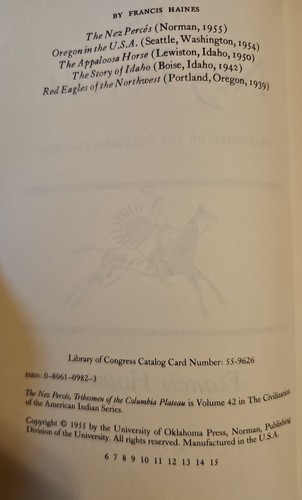 BY FRANCIS HAINES
The Nez Percés (Norman, 1955)
Oregon in the U.S.A. (Seattle, Washington, 1954)
The Appaloosa Horse (Lewiston, Idaho, 1950)
The Story of Idaho (Boise, Idaho, 1942)
Red Eagles of the Northwest (Portland, Oregon, 1939)
Library of Congress Catalog Card Number: 55-9626
ISBN: 0-8061-0982-3
The Nez Percés, Tribesmen of the Columbia Plateau is Volume 42 in The Civilization
of the American Indian Series.
Copyright © 1955 by the University of Oklahoma Press, Norman, Publishing
Division of the University. All rights reserved. Manufactured in the U.S.A.
6 7 8 9 10 11 12 13 14 15